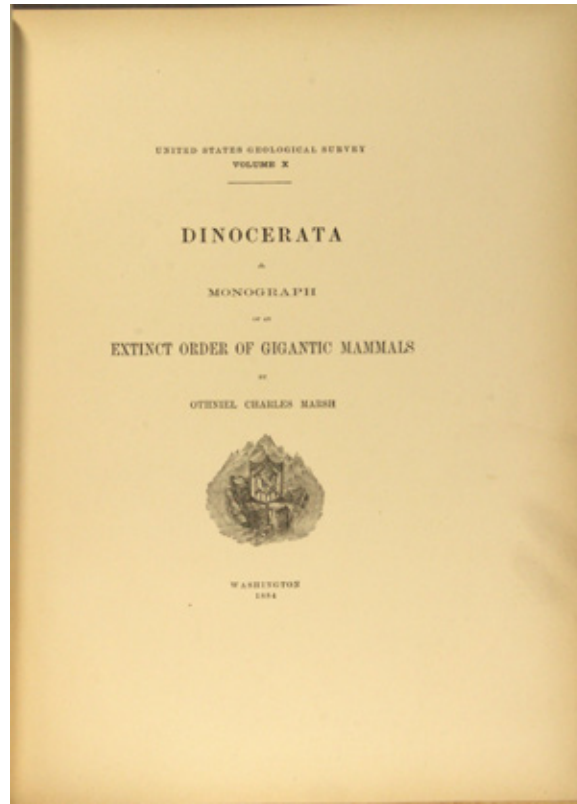 UNITED STATES GEOLOGICAL SURVEY
VOLUME X
DINOCERATA
A
MONOGRAPH
OF AN
EXTINCT ORDER OF GIGANTIC MAMMALS
BY
OTHNIEL CHARLES MARSH
WASHINGTON
1884